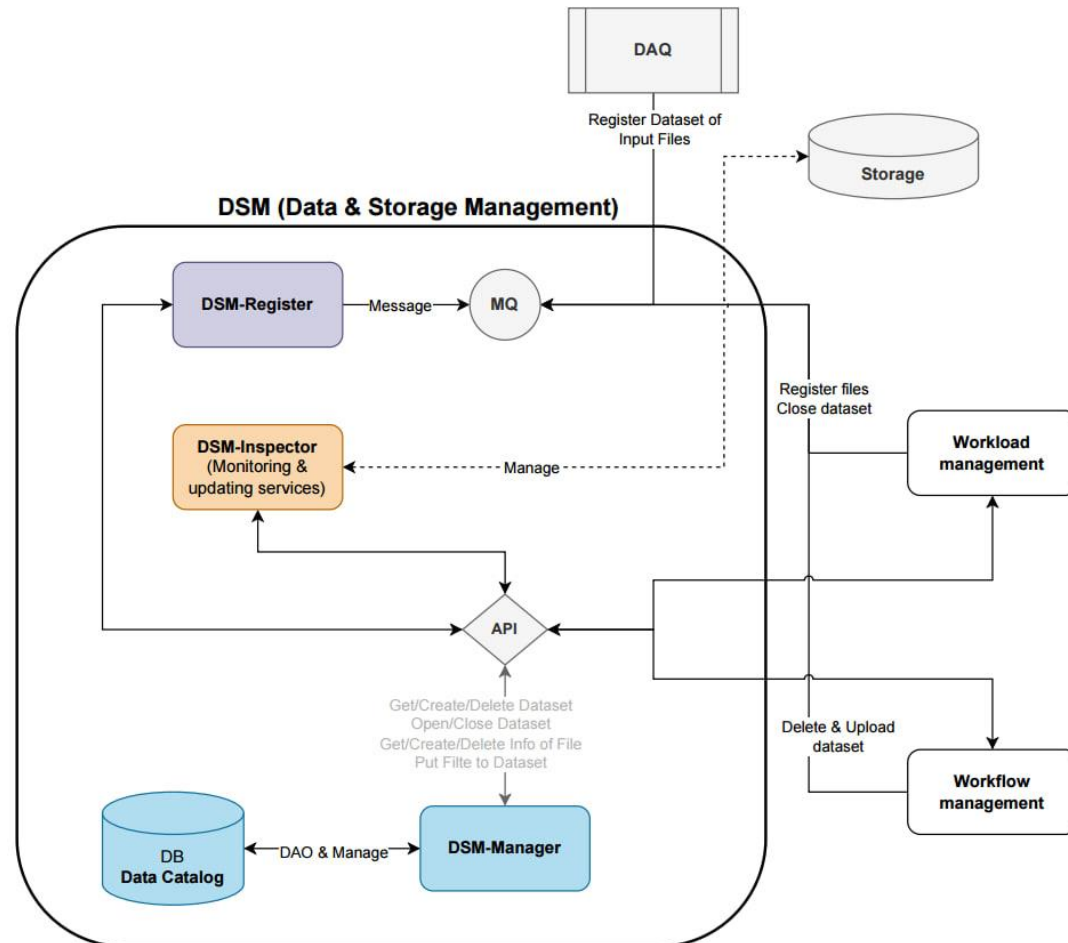 DAQ
Register Dataset of
Input Files
Storage
DSM (Data & Storage Management)
DSM-Register
Message
MQ
Register files
Close dataset
DSM-Inspector
(Monitoring &
updating services)
Manage
Workload
management
API
Get/Create/Delete Dataset
Open/Close Dataset
Get/Create/Delete Info of File
Put Filte to Dataset
Delete & Upload
dataset
Workflow
management
DB
Data Catalog
DAO & Manage
DSM-Manager